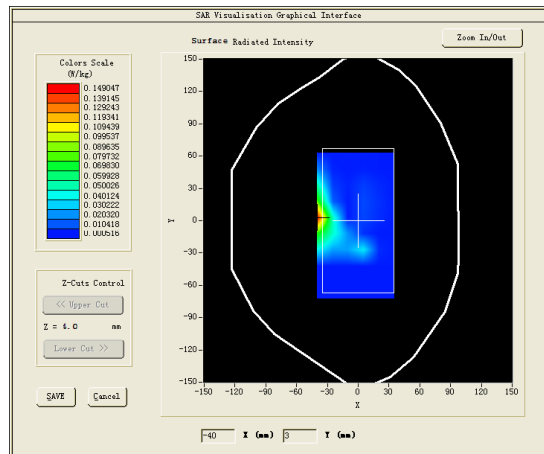 SAR Visualisation Graphical Interface
Surface Radiated Intensity
Zoom In/Out
Colors Scale
(W/kg)
0.149047
0.139145
0.129243
0.119341
0.109439
0.099537
0.089635
0.079732
0.069830
0.059928
0.050026
0.040124
0.030222
0.020320
0.010418
0.000516
150
120
90
60
30
0
-30
-60
-90
-120
-150
Y
-150 -120 -90 -60 -30 0 30 60 90 120 150
X
Z-Cuts Control
<< Upper Cut
Z = 4.0 mm
Lower Cut >>
SAVE Cancel
-40 X (mm) 3 Y (mm)